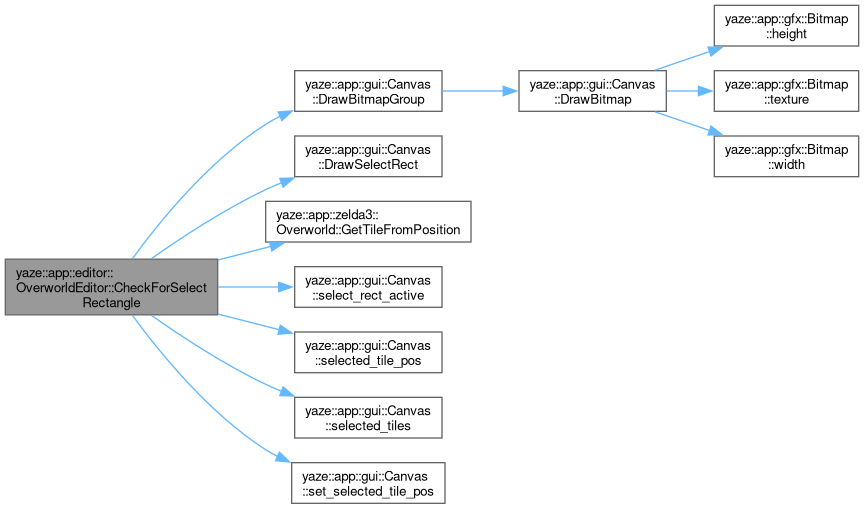 yaze::app::editor::
OverworldEditor::CheckForSelect
Rectangle
yaze::app::gui::Canvas
::DrawBitmapGroup
yaze::app::gui::Canvas
::DrawSelectRect
yaze::app::zelda3::
Overworld::GetTileFromPosition
yaze::app::gui::Canvas
::select_rect_active
yaze::app::gui::Canvas
::selected_tile_pos
yaze::app::gui::Canvas
::selected_tiles
yaze::app::gui::Canvas
::set_selected_tile_pos
yaze::app::gui::Canvas
::DrawBitmap
yaze::app::gfx::Bitmap
::height
yaze::app::gfx::Bitmap
::texture
yaze::app::gfx::Bitmap
::width